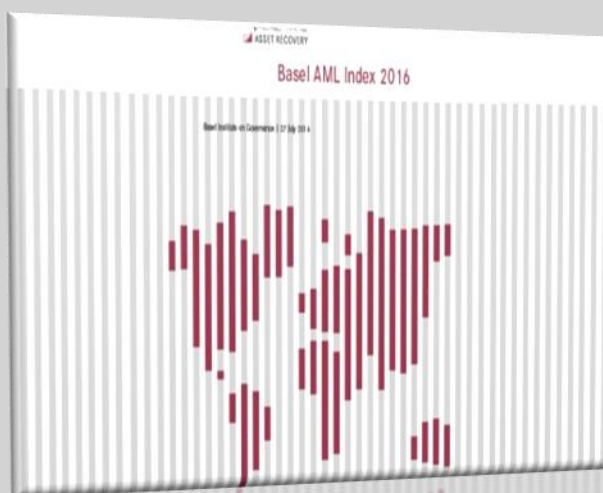 ASSET RECOVERY
Basel AML Index 2016
Basel Institute on Governance | 27 July 2016